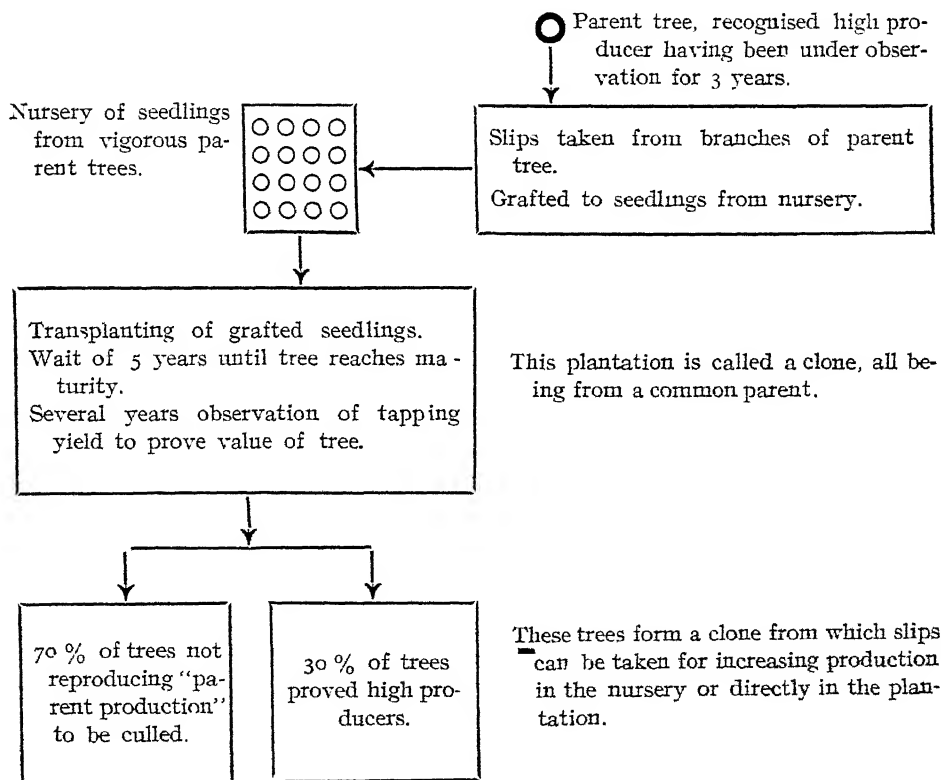 Parent tree, recognised high pro-
ducer having been under obser-
vation for 3 years.
Nursery of seedlings
from vigorous pa-
rent trees.
Slips taken from branches of parent
tree.
Grafted to seedlings from nursery.
Transplanting of grafted seedlings.
Wait of 5 years until tree reaches ma-
turity.
Several years observation of tapping
yield to prove value of tree.
This plantation is called a clone, all be-
ing from a common parent.
70 % of trees not
reproducing “pa-
rent production”
to be culled.
30 % of trees
proved high pro-
ducers.
These trees form a clone from which slips
can be taken for increasing production
in the nursery or directly in the plan-
tation.